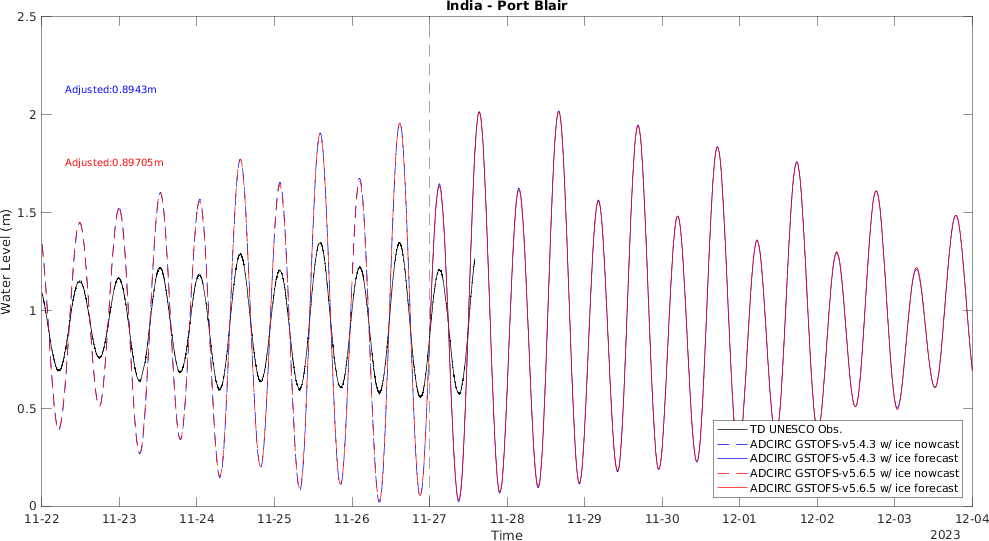 India - Port Blair
2.5
2
1.5
1
0.5
0
Water Level (m)
Adjusted:0.8943m
Adjusted:0.89705m
TD UNESCO Obs.
ADCIRC GSTOFS-v5.4.3 w/ ice nowcast
ADCIRC GSTOFS-v5.4.3 w/ ice forecast
ADCIRC GSTOFS-v5.6.5 w/ ice nowcast
ADCIRC GSTOFS-v5.6.5 w/ ice forecast
11-22 11-23 11-24 11-25 11-26 11-27 11-28 11-29 11-30 12-01 12-02 12-03 12-04
Time
2023